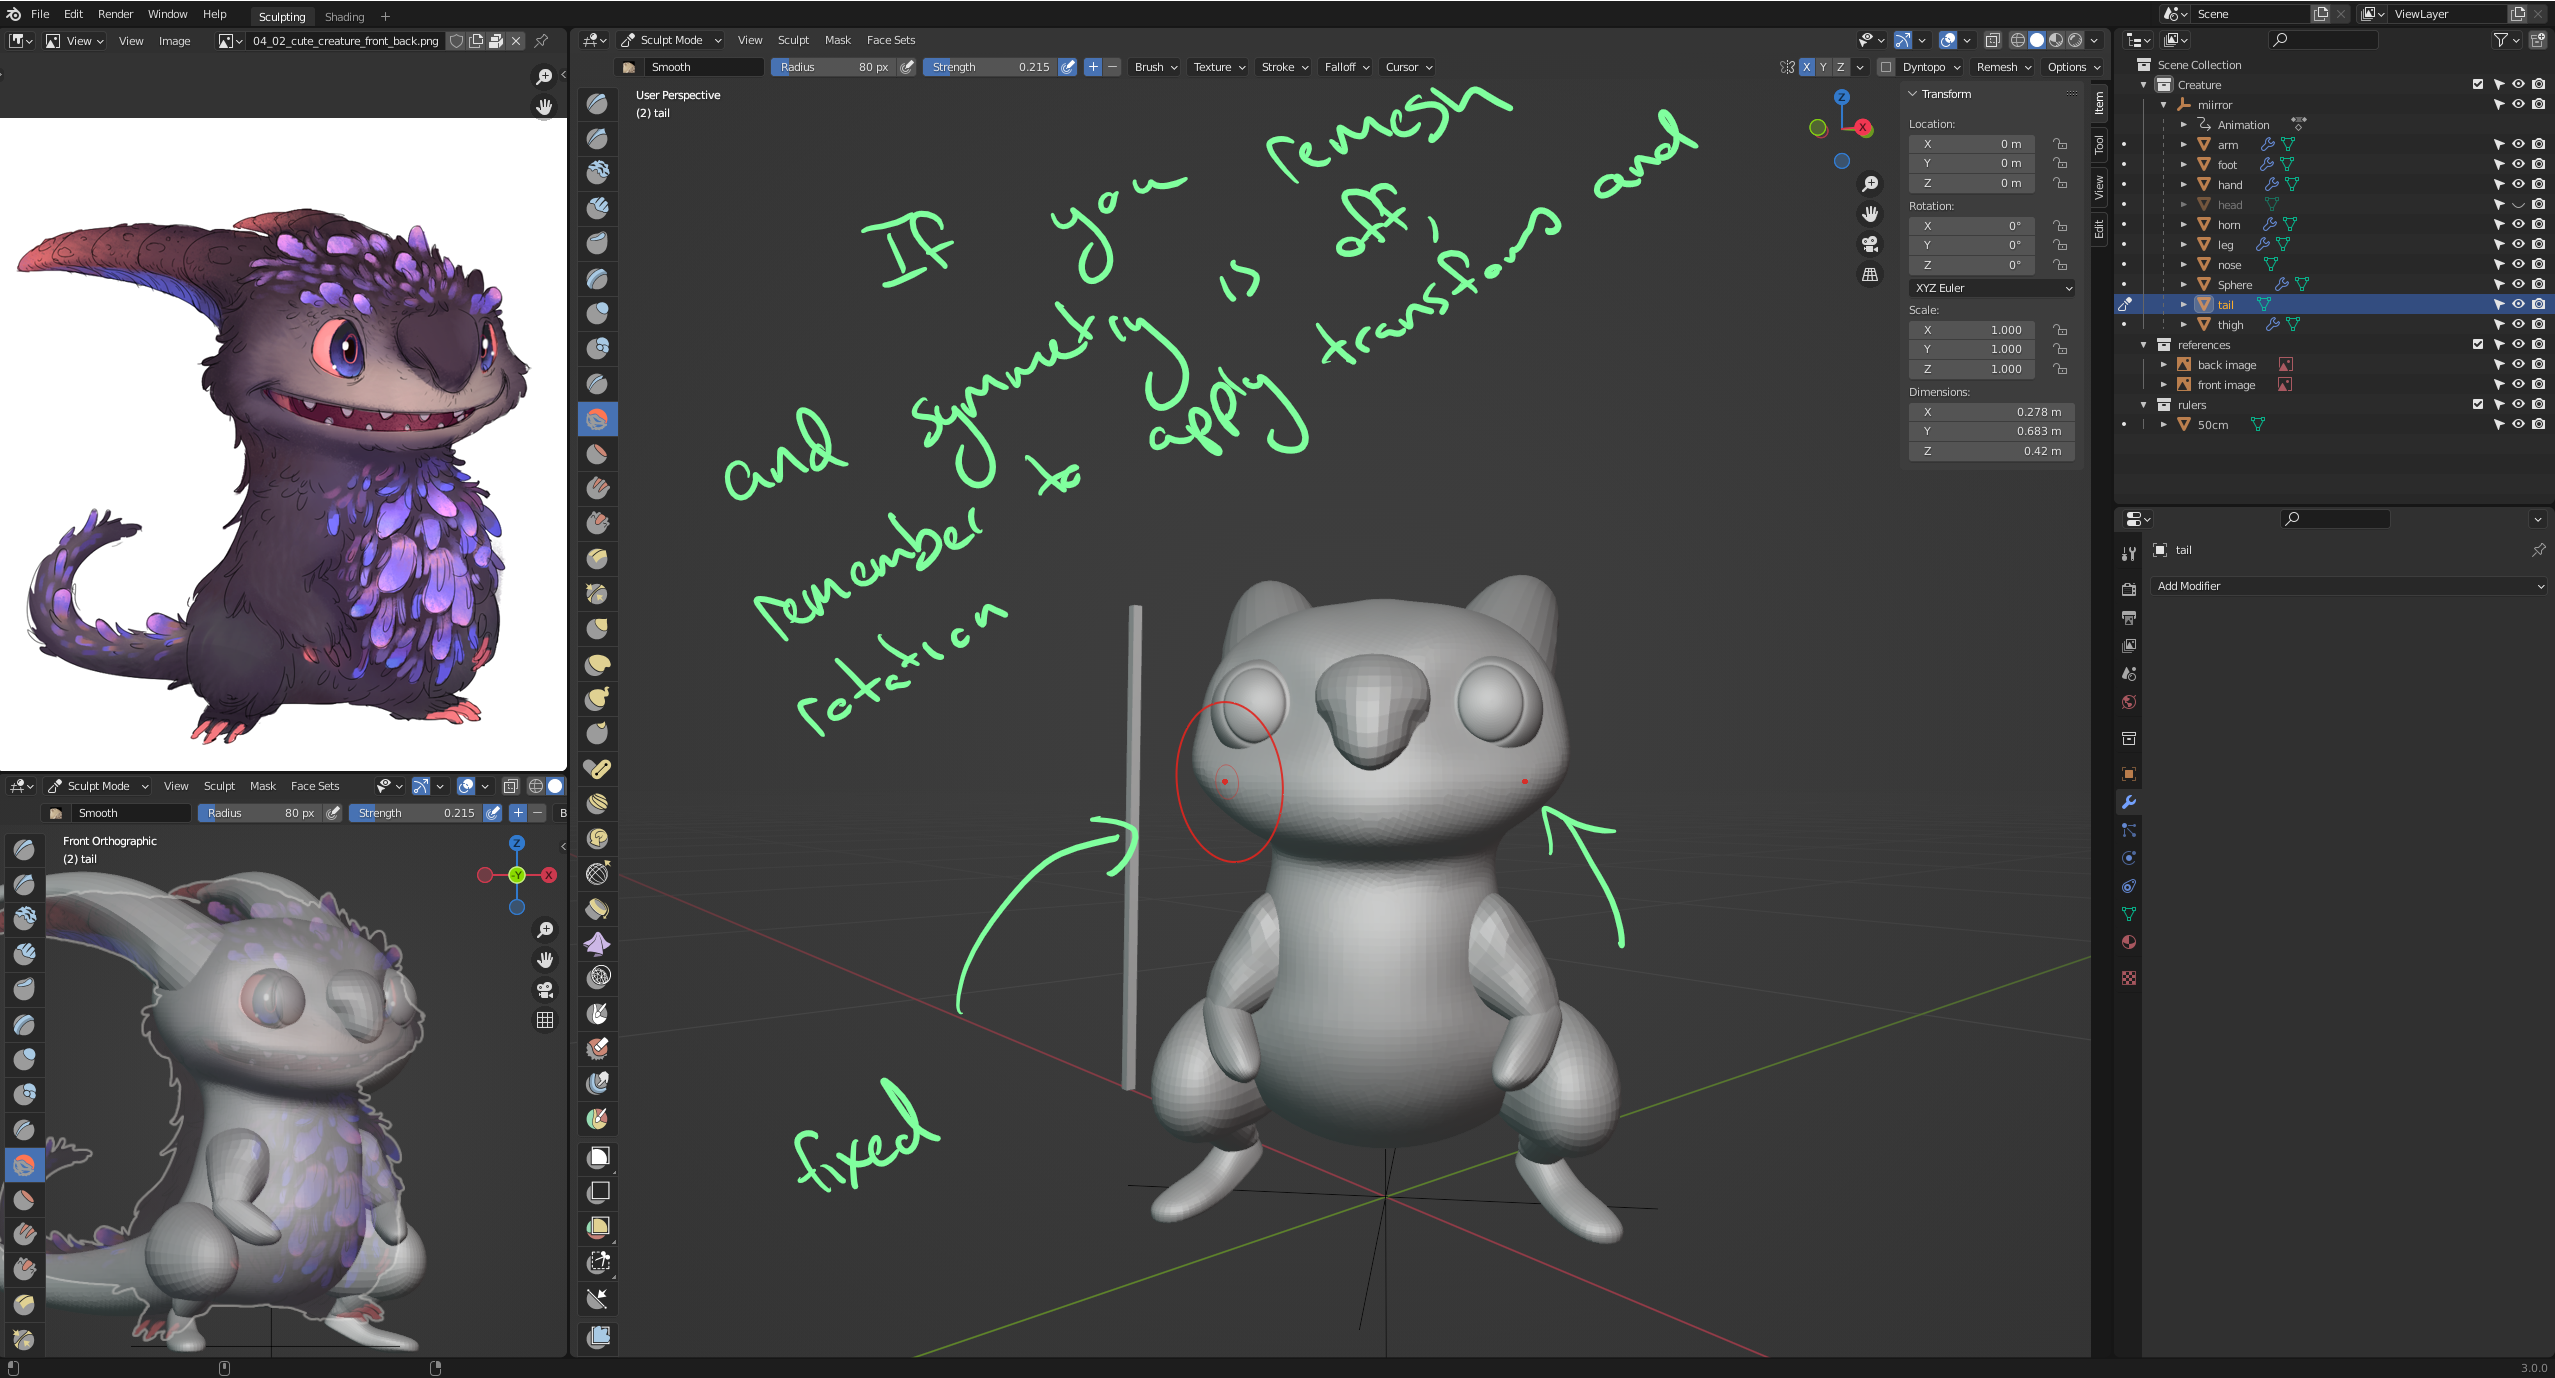 File Edit Render Window Help Sculpting Shading + Scene ViewLayer
View View Image 04_02_cute_creature_front_back.png
Sculpt Mode View Sculpt Mask Face Sets
Smooth Radius 80 px Strength 0.215 Brush Texture Stroke Falloff Cursor X Y Z Dyntopo Remesh Options
User Perspective
(2) tail
If you remesh
and symmetry is off,
remember to apply transforms and
rotation
fixed
Z
X
Transform
Location:
X 0 m
Y 0 m
Z 0 m
Rotation:
X 0°
Y 0°
Z 0°
XYZ Euler
Scale:
X 1.000
Y 1.000
Z 1.000
Dimensions:
X 0.278 m
Y 0.683 m
Z 0.42 m
Item
Tool
View
Edit
Scene Collection
Creature
miirror
Animation
arm
foot
hand
head
horn
leg
nose
Sphere
tail
thigh
references
back image
front image
rulers
50cm
tail
Add Modifier
Sculpt Mode View Sculpt Mask Face Sets
Smooth Radius 80 px Strength 0.215 B
Front Orthographic
(2) tail
Z
-Y X
3.0.0